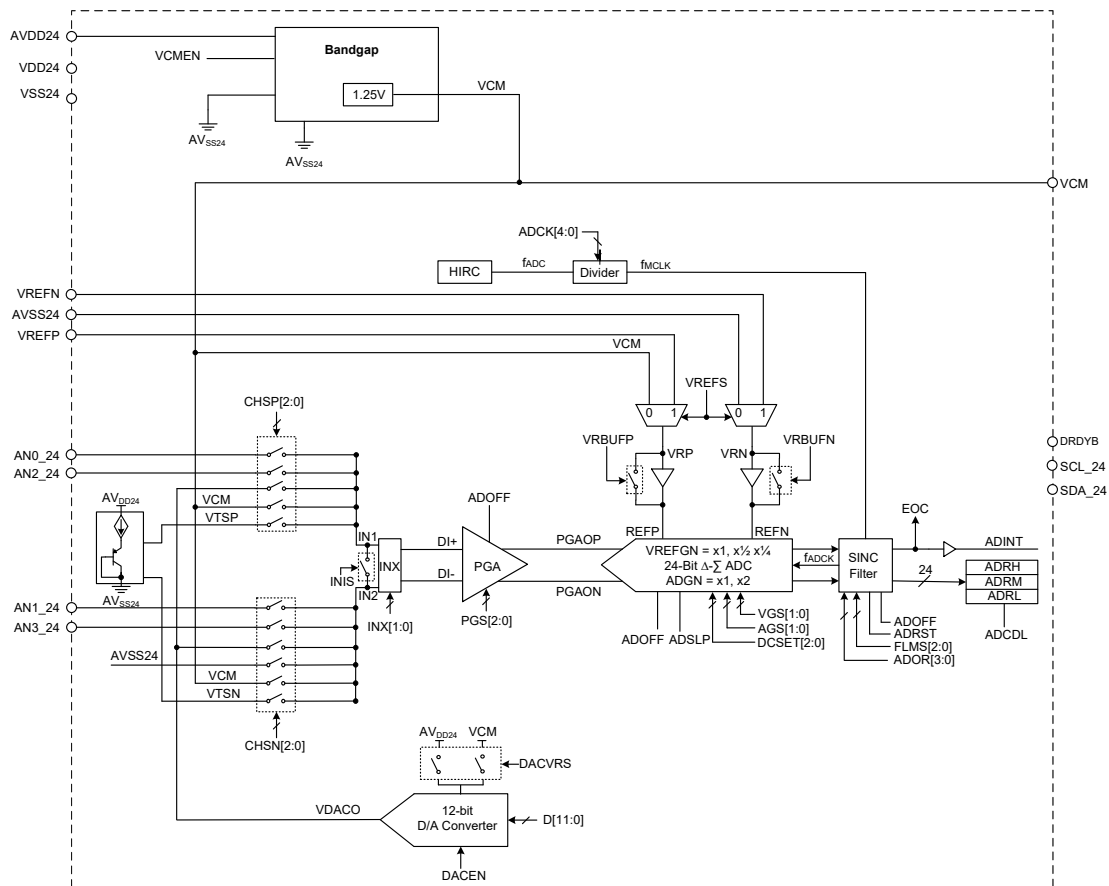 AVDD24
VDD24
VSS24
VCMEN
Bandgap
1.25V
VCM
AVSS24
AVSS24
VCM
ADCK[4:0]
HIRC
fADC
Divider
fMCLK
VREFN
AVSS24
VREFP
VCM
VREFS
0 1
0 1
CHSP[2:0]
VRBUFP
VRP
VRN
VRBUFN
AN0_24
AN2_24
DRDYB
SCL_24
SDA_24
AVDD24
VCM
VTSP
ADOFF
REFP
REFN
EOC
IN1
INIS
IN2
INX
DI+
DI-
PGA
PGAOP
PGAON
VREFGN = x1, x½ x¼
24-Bit Δ-∑ ADC
ADGN = x1, x2
fADCK
SINC
Filter
ADINT
24
ADRH
ADRM
ADRL
AVSS24
AN1_24
AN3_24
INX[1:0]
PGS[2:0]
ADOFF
ADSLP
VGS[1:0]
AGS[1:0]
DCSET[2:0]
ADOFF
ADRST
FLMS[2:0]
ADOR[3:0]
ADCDL
AVSS24
VCM
VTSN
CHSN[2:0]
AVDD24
VCM
DACVRS
VDACO
12-bit
D/A Converter
D[11:0]
DACEN